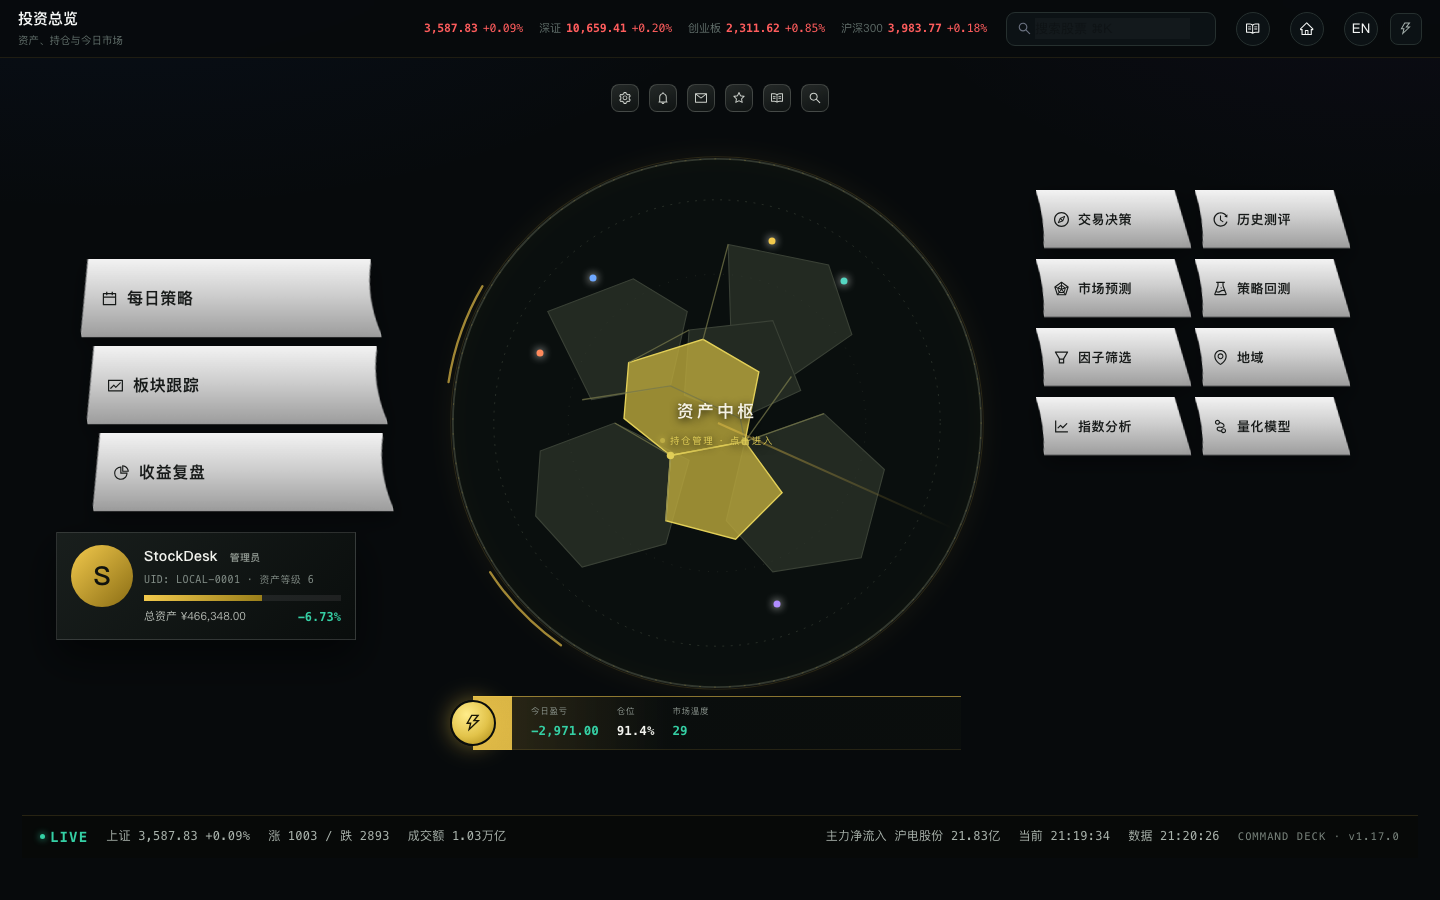 投资总览
资产、持仓与今日市场
3,587.83 +0.09% 深证 10,659.41 +0.20% 创业板 2,311.62 +0.85% 沪深300 3,983.77 +0.18%
EN
每日策略
板块跟踪
收益复盘
资产中枢
持仓管理 · 点击进入
交易决策 历史测评
市场预测 策略回测
因子筛选 地域
指数分析 量化模型
S
StockDesk 管理员
UID: LOCAL-0001 · 资产等级 6
总资产 ¥466,348.00 -6.73%
今日盈亏 仓位 市场温度
-2,971.00 91.4% 29
LIVE 上证 3,587.83 +0.09% 涨 1003 / 跌 2893 成交额 1.03万亿
主力净流入 沪电股份 21.83亿 当前 21:19:34 数据 21:20:26 COMMAND DECK · v1.17.0